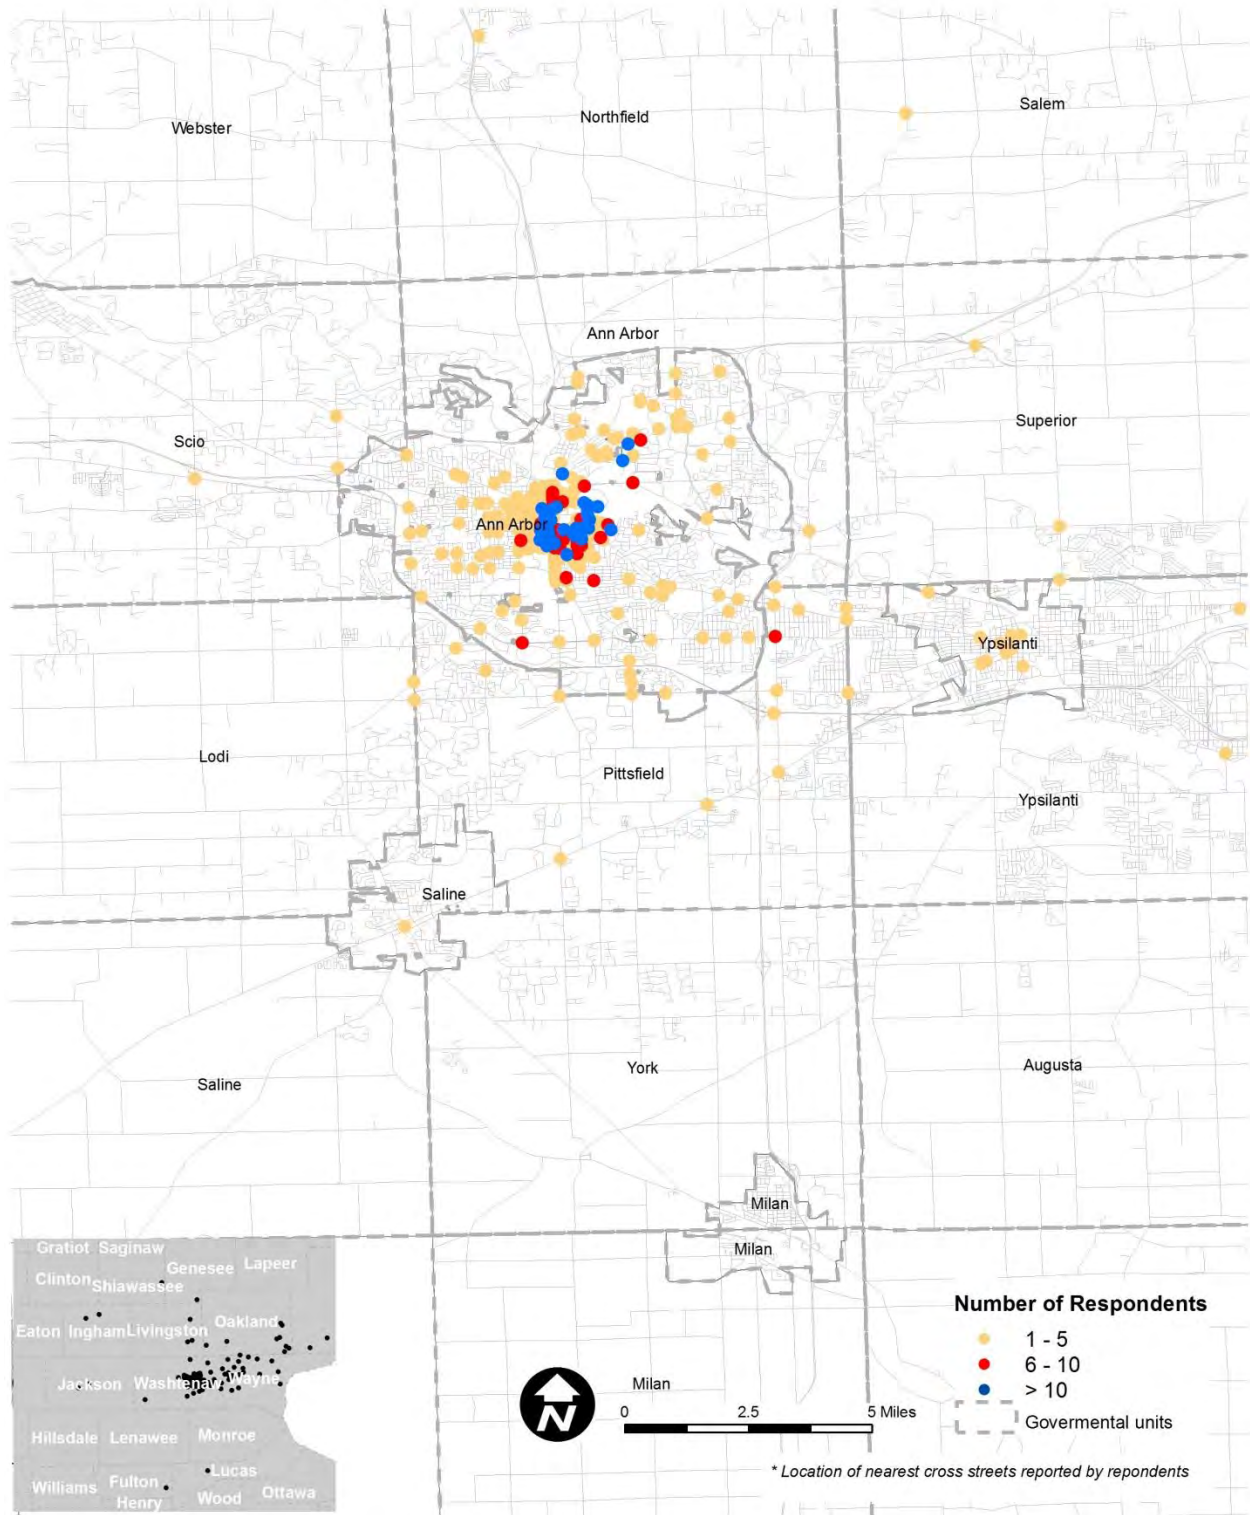 Webster
Northfield
Salem
Ann Arbor
Scio
Superior
Ann Arbor
Ypsilanti
Lodi
Pittsfield
Ypsilanti
Saline
Saline
York
Augusta
Milan
Milan
Gratiot Saginaw
Genesee Lapeer
Clinton Shiawassee
Oakland
Eaton Ingham Livingston
Jackson Washtenaw Wayne
Hillsdale Lenawee Monroe
Lucas
Williams Fulton
Henry Wood Ottawa
N
Milan
0 2.5 5 Miles
Number of Respondents
1 - 5
6 - 10
> 10
Govermental units
* Location of nearest cross streets reported by repondents